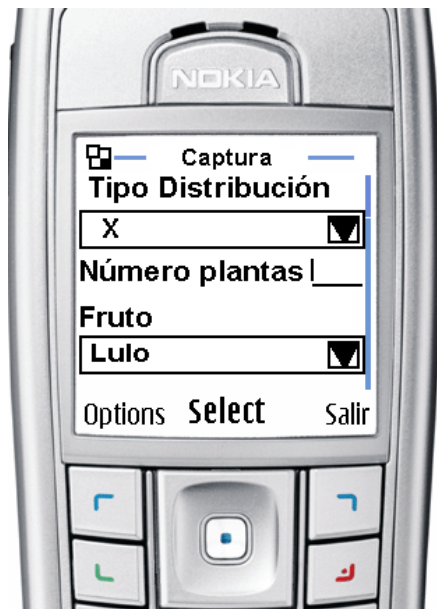 NOKIA
Captura
Tipo Distribución
X
Número plantas
Fruto
Lulo
Options Select Salir